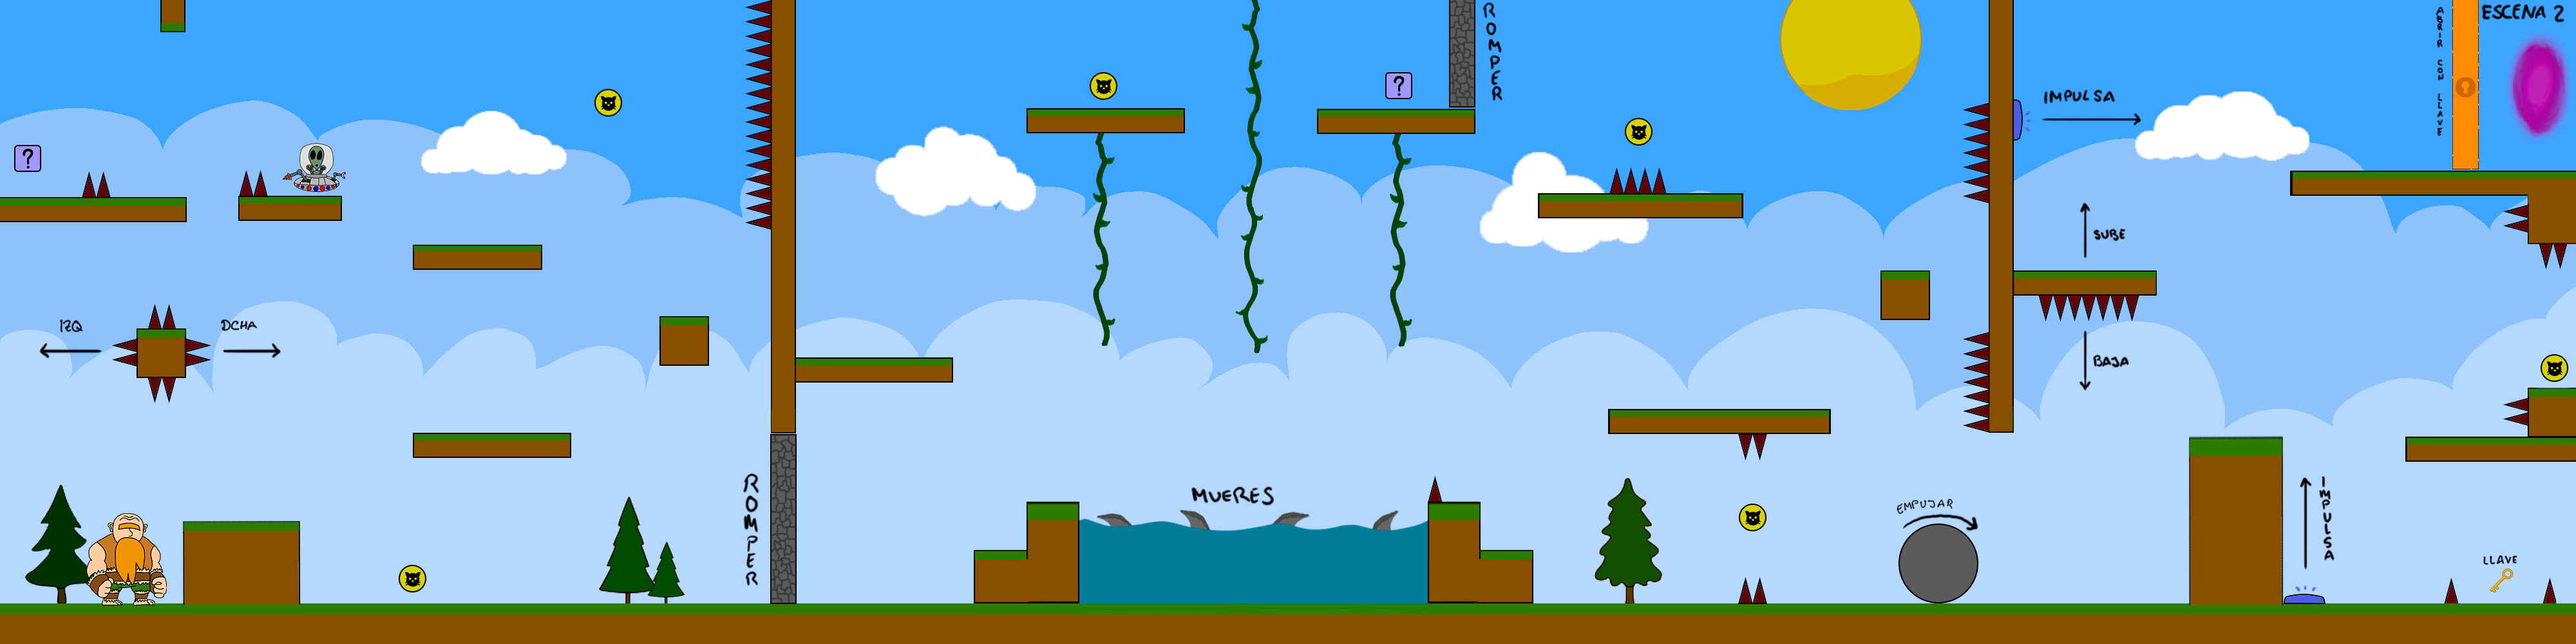 ?
IZQ
DCHA
ROMPER
MUERES
?
ROMPER
EMPUJAR
IMPULSA
SUBE
BAJA
IMPULSA
LLAVE
ABRIR CON LLAVE
ESCENA 2